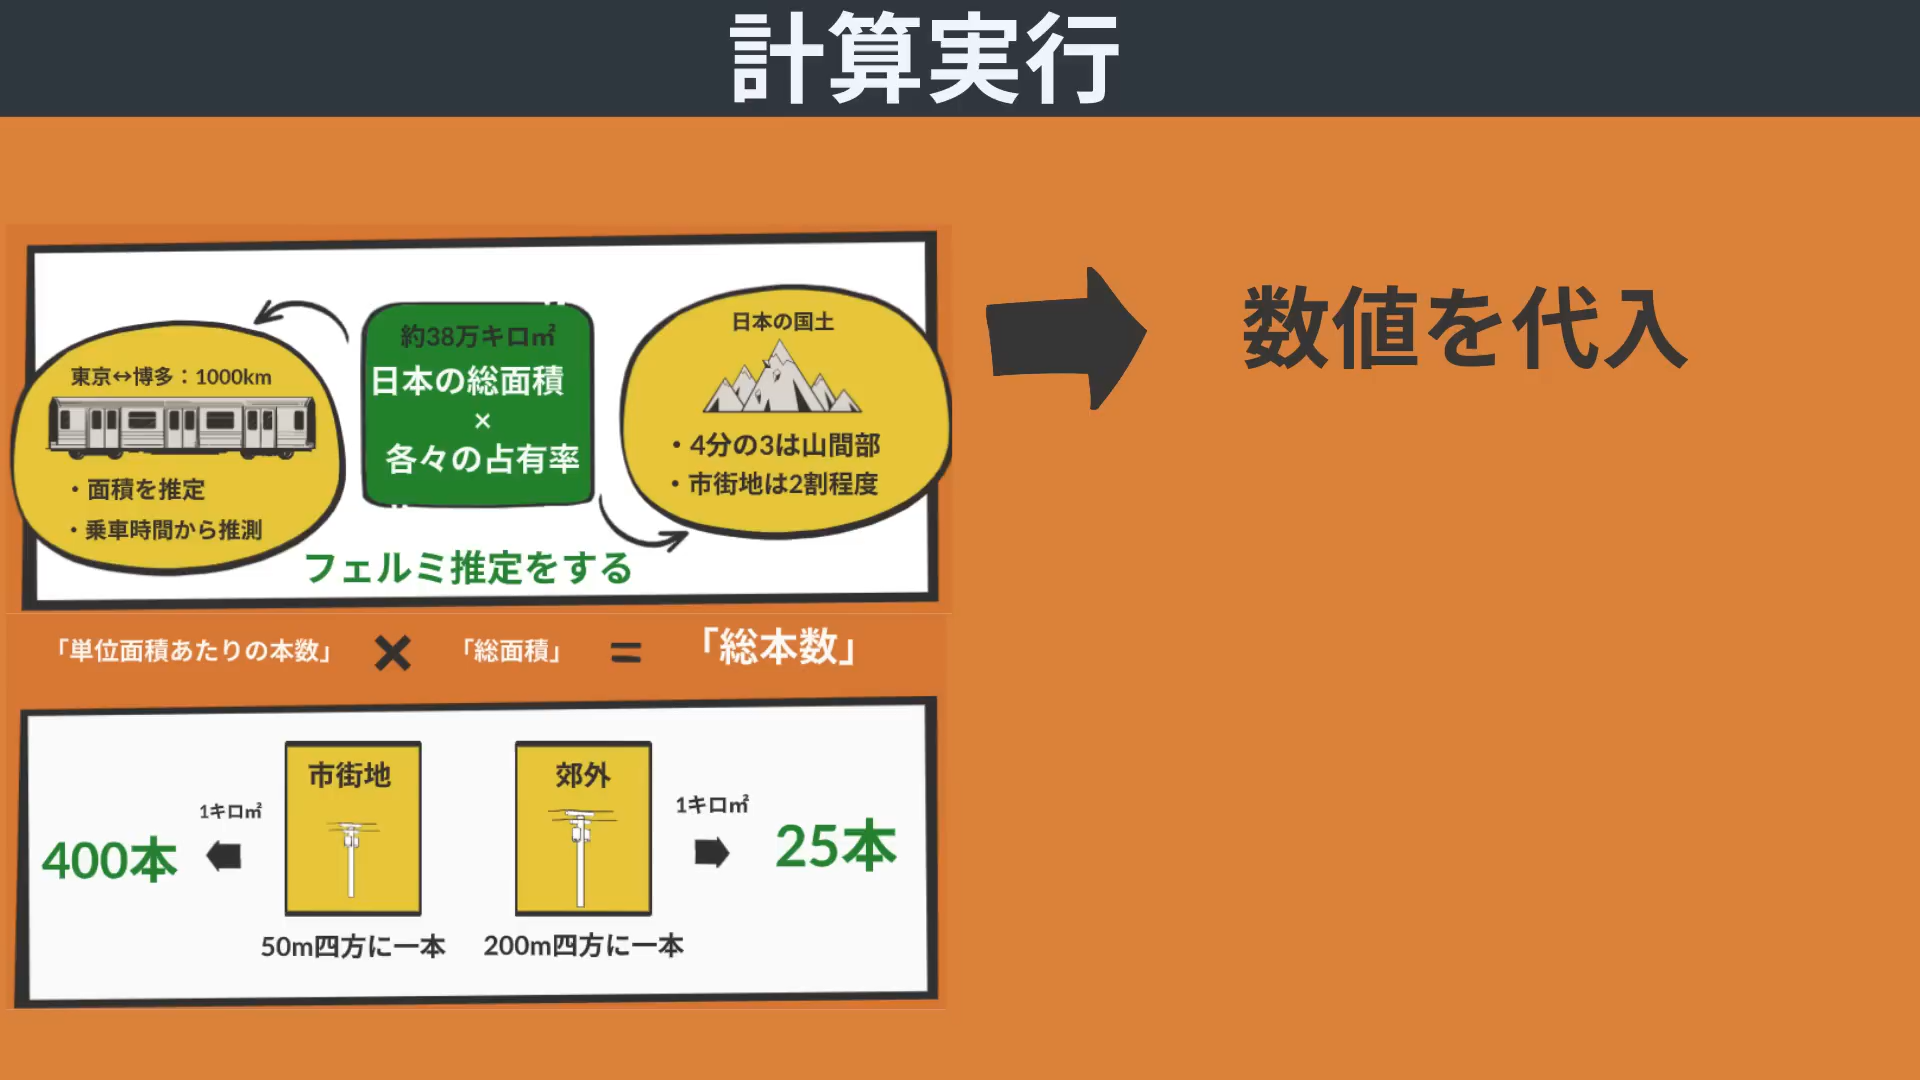 計算実行
数値を代入
約38万キロ㎡
日本の総面積
×
各々の占有率
東京↔博多：1000km
・面積を推定
・乗車時間から推測
日本の国土
・4分の3は山間部
・市街地は2割程度
フェルミ推定をする
「単位面積あたりの本数」 × 「総面積」 = 「総本数」
市街地
郊外
1キロ㎡
1キロ㎡
400本
25本
50m四方に一本
200m四方に一本